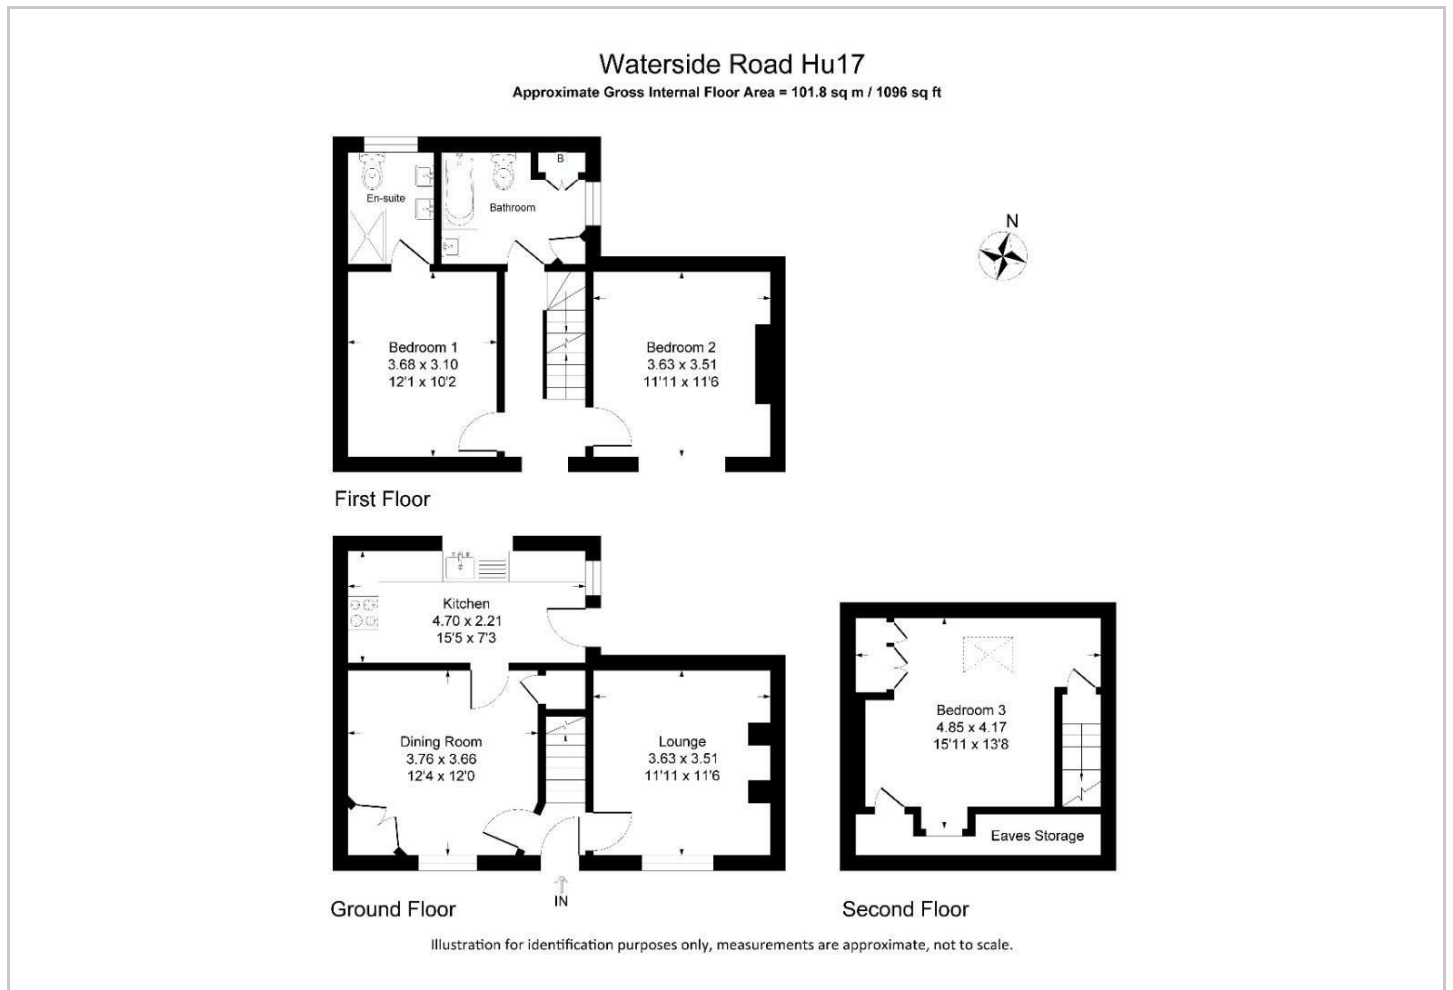 Waterside Road Hu17
Approximate Gross Internal Floor Area = 101.8 sq m / 1096 sq ft
N
B
En-suite
Bathroom
Bedroom 1
3.68 x 3.10
12'1 x 10'2
Bedroom 2
3.63 x 3.51
11'11 x 11'6
First Floor
Kitchen
4.70 x 2.21
15'5 x 7'3
Dining Room
3.76 x 3.66
12'4 x 12'0
Lounge
3.63 x 3.51
11'11 x 11'6
IN
Ground Floor
Bedroom 3
4.85 x 4.17
15'11 x 13'8
Eaves Storage
Second Floor
Illustration for identification purposes only, measurements are approximate, not to scale.